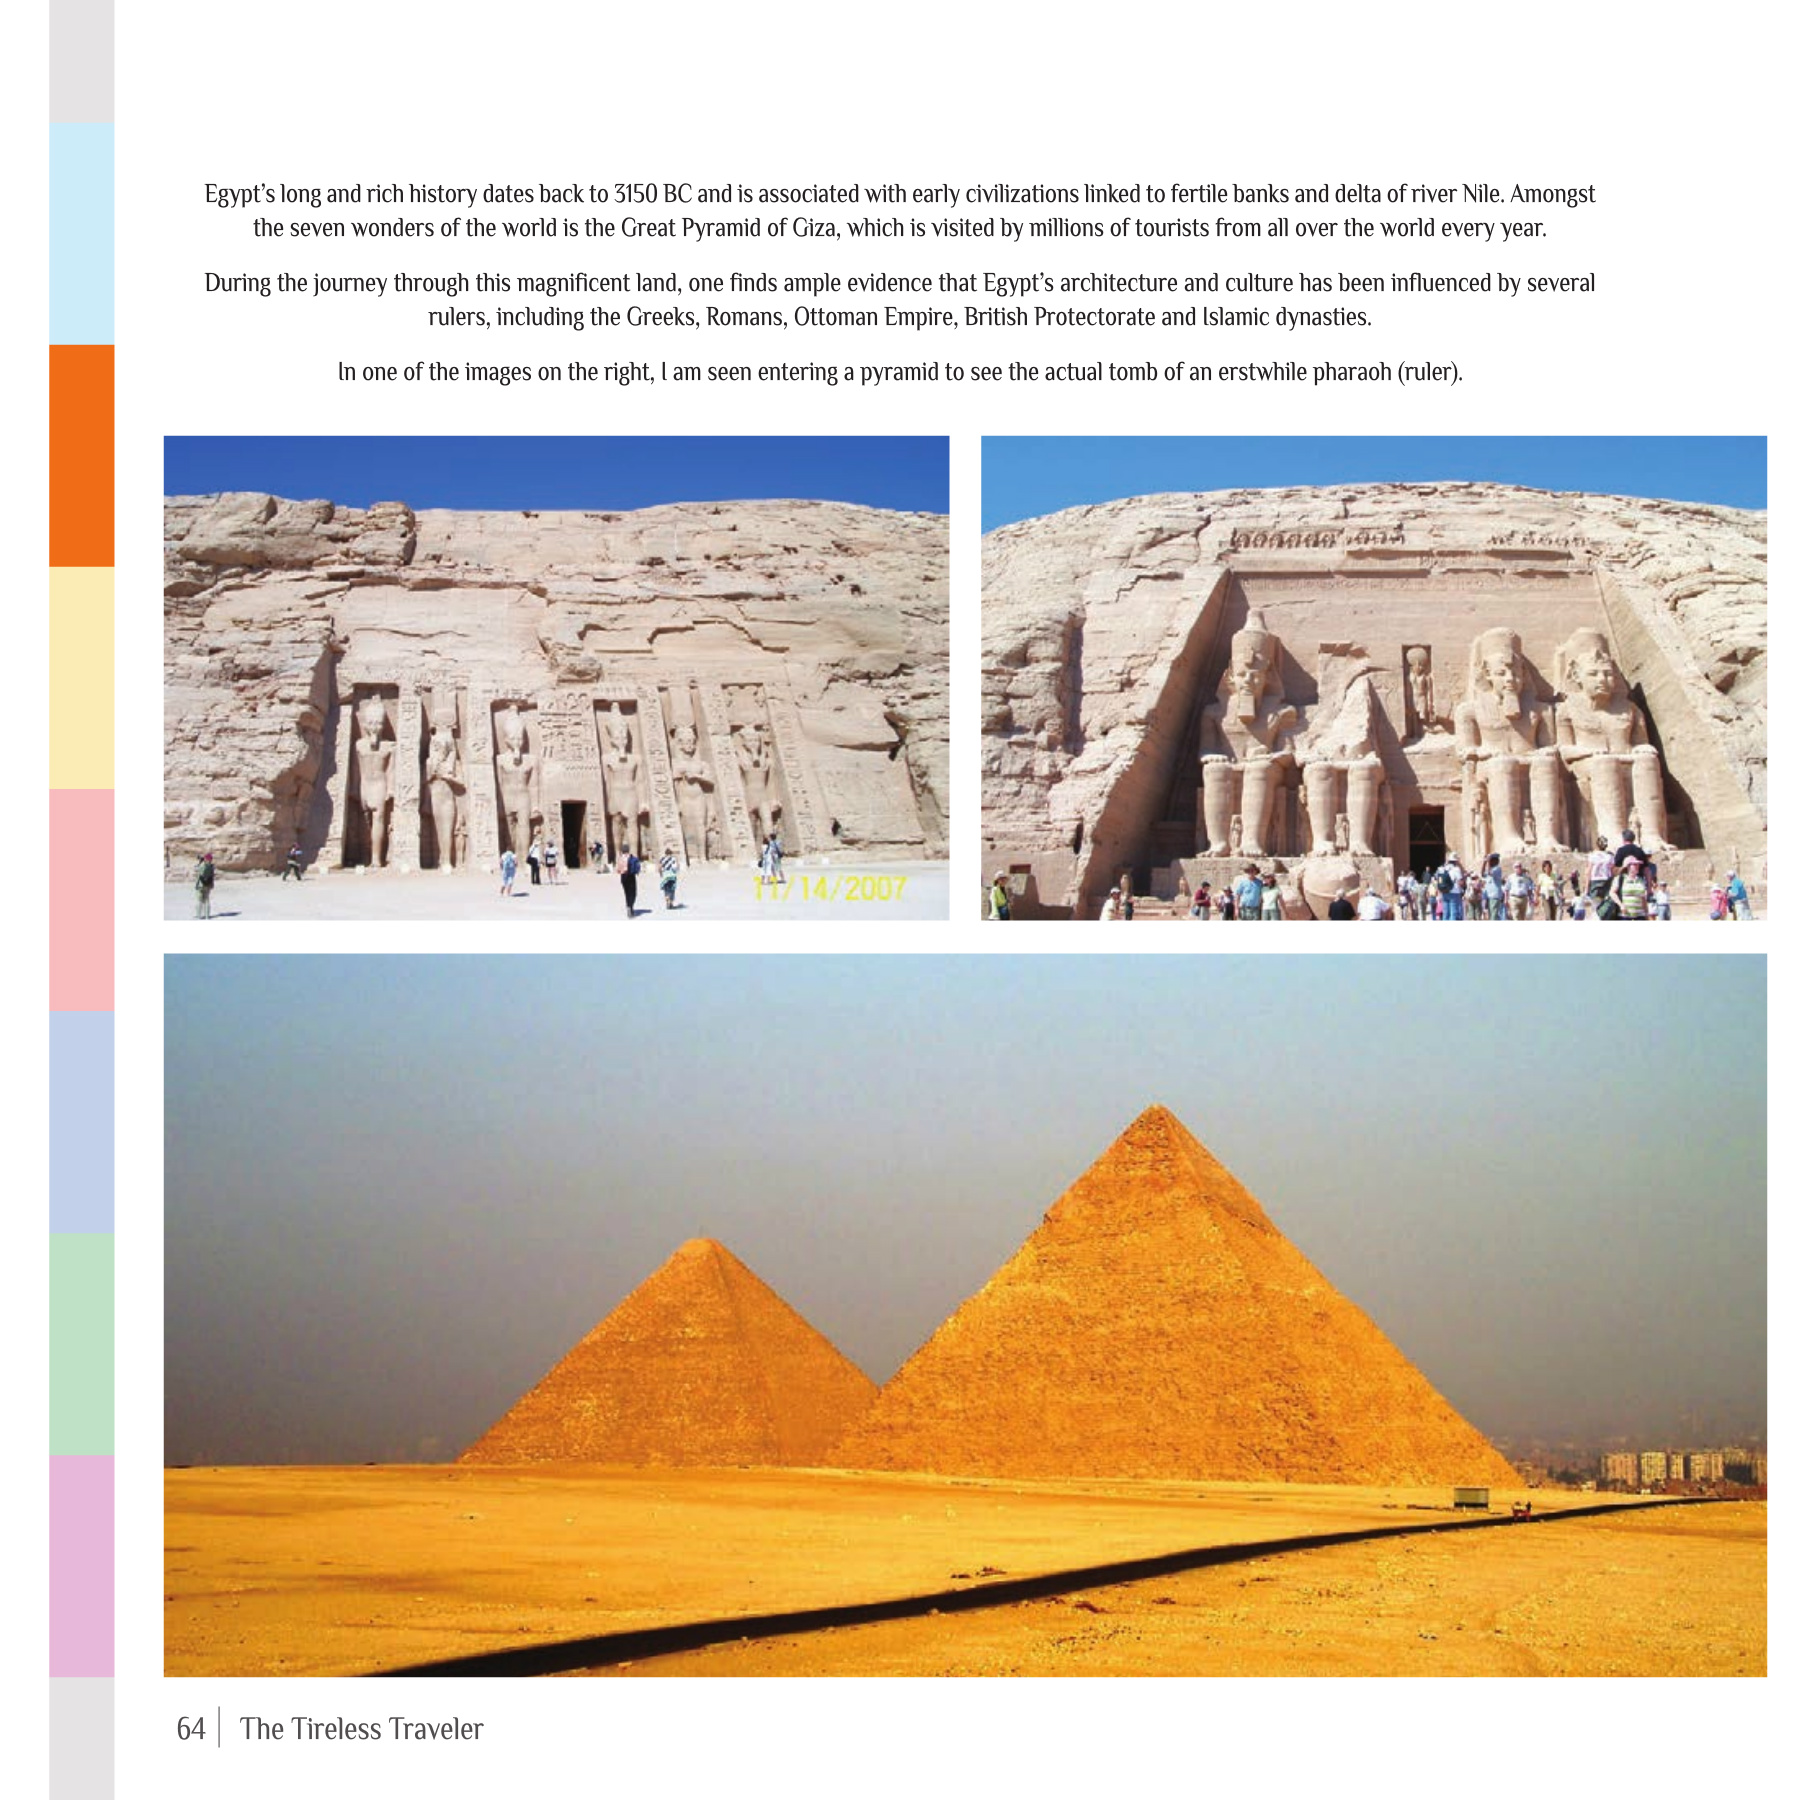 Egypt’s long and rich history dates back to 3150 BC and is associated with early civilizations linked to fertile banks and delta of river Nile. Amongst
the seven wonders of the world is the Great Pyramid of Giza, which is visited by millions of tourists from all over the world every year.
During the journey through this magnificent land, one finds ample evidence that Egypt’s architecture and culture has been influenced by several
rulers, including the Greeks, Romans, Ottoman Empire, British Protectorate and Islamic dynasties.
In one of the images on the right, I am seen entering a pyramid to see the actual tomb of an erstwhile pharaoh (ruler).
11/14/2007
64 | The Tireless Traveler